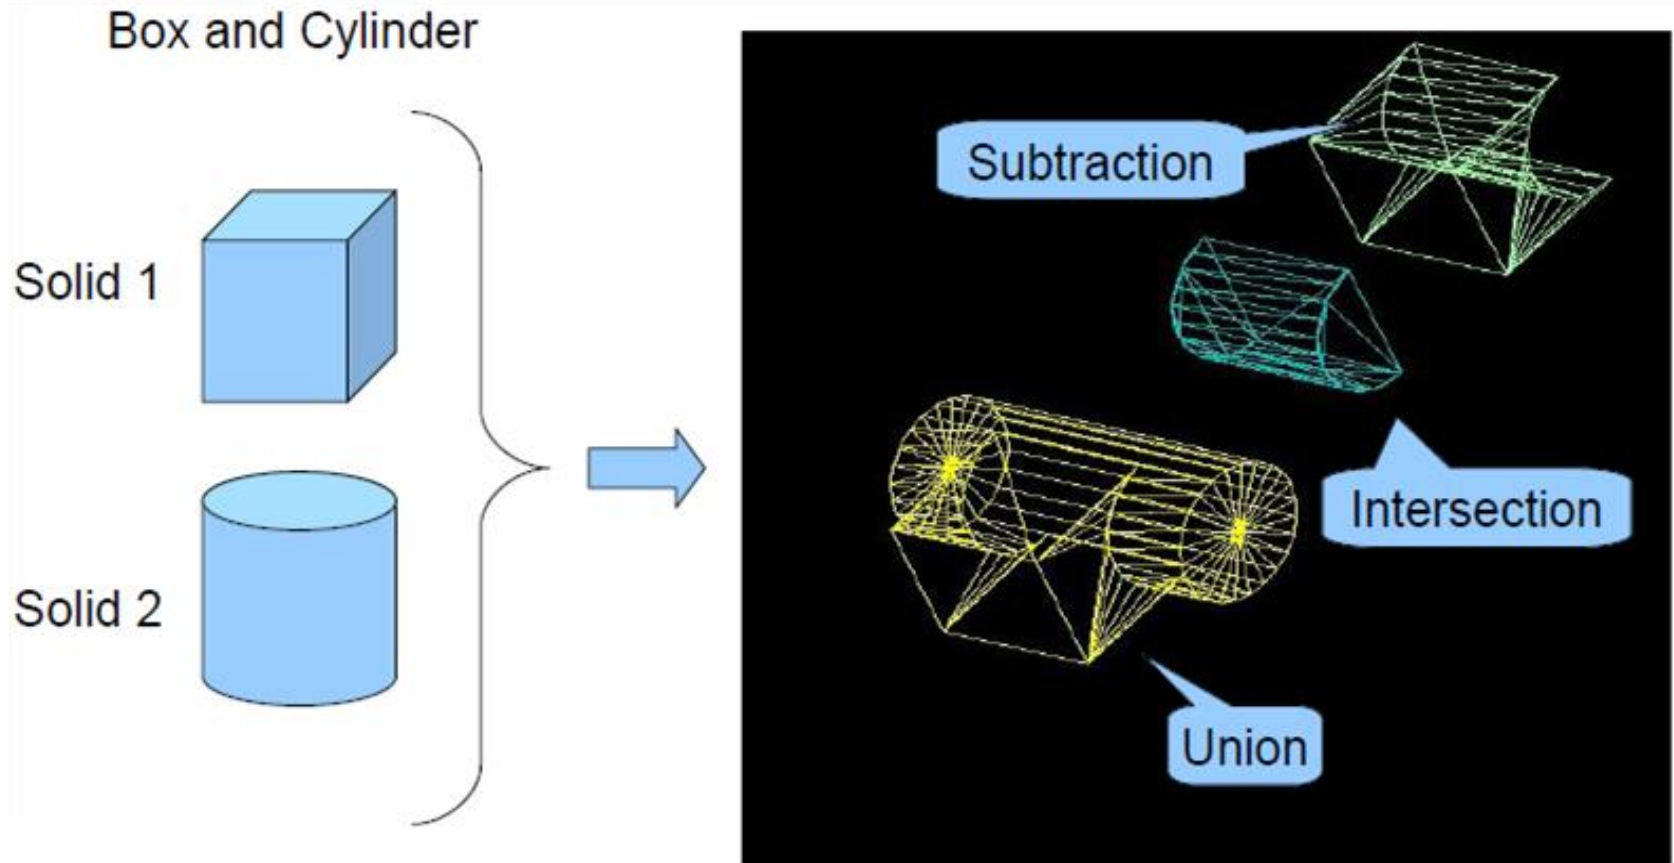 Box and Cylinder
Solid 1
Solid 2
Subtraction
Intersection
Union